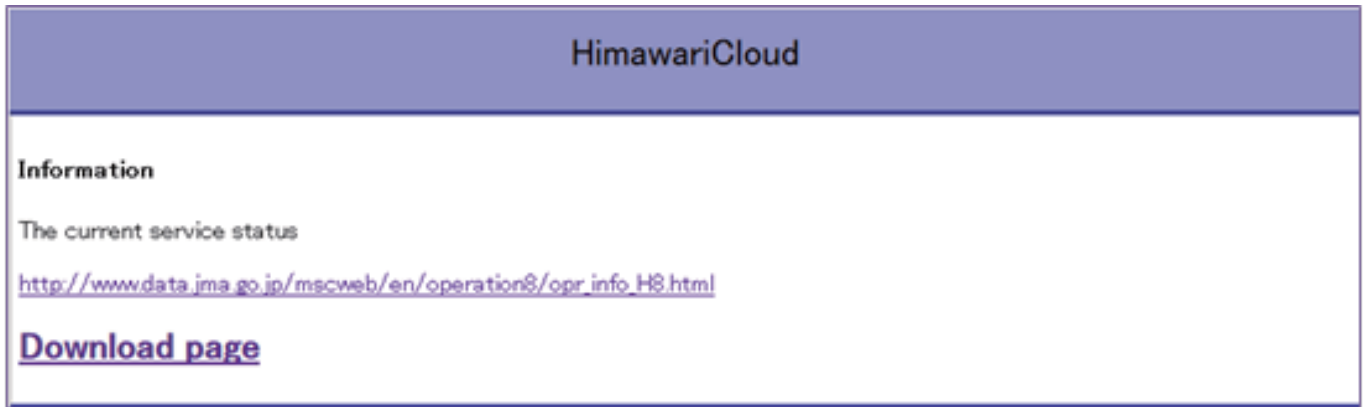 HimawariCloud
Information
The current service status
http://www.data.jma.go.jp/mscweb/en/operation8/opr_info_H8.html
Download page